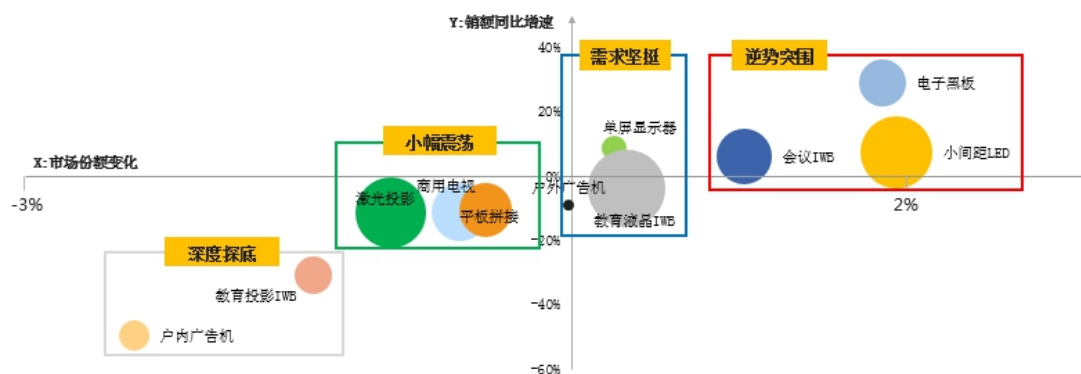 Y:销额同比增速
40%
需求坚挺
逆势突围
电子黑板
20%
单屏显示器
小幅震荡
会议IWB
小间距LED
X:市场份额变化
0%
商用电视
户外广告机
激光投影
-3%
2%
平板拼接
教育液晶IWB
-20%
深度探底
教育投影IWB
户内广告机
-40%
-60%